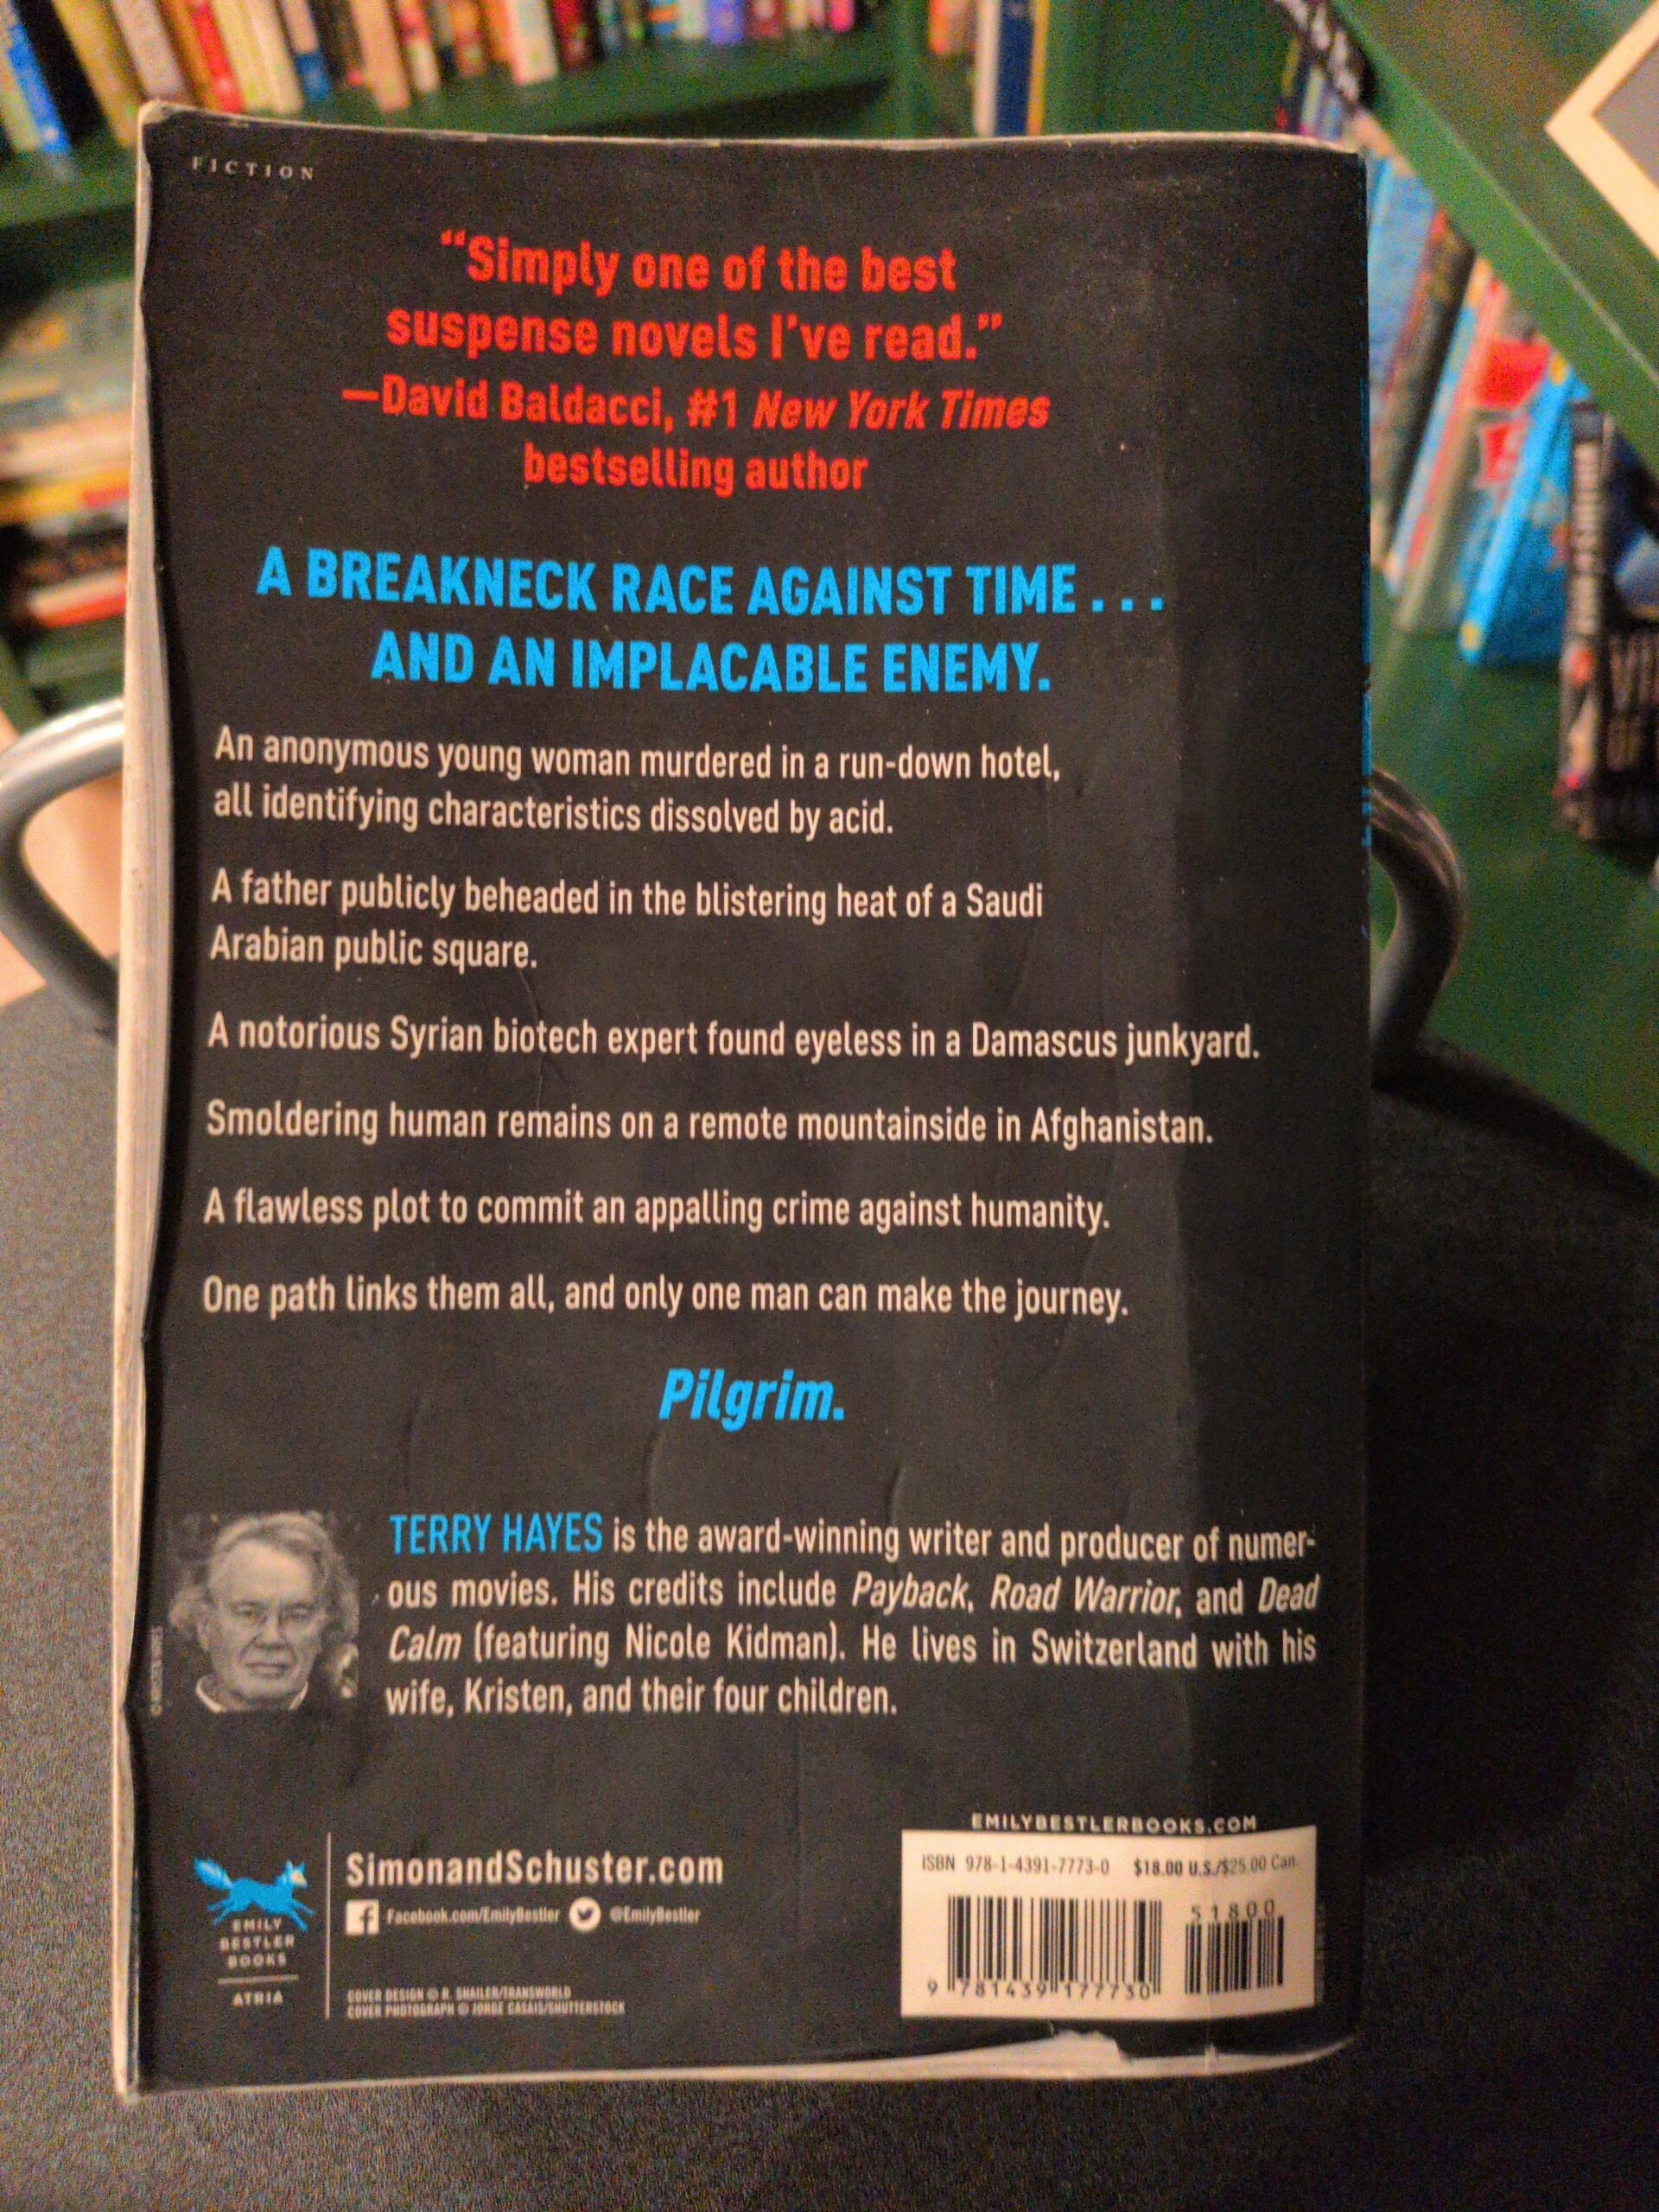 FICTION
“Simply one of the best
suspense novels I’ve read.”
—David Baldacci, #1 New York Times
bestselling author
A BREAKNECK RACE AGAINST TIME . . .
AND AN IMPLACABLE ENEMY.
An anonymous young woman murdered in a run-down hotel,
all identifying characteristics dissolved by acid.
A father publicly beheaded in the blistering heat of a Saudi
Arabian public square.
A notorious Syrian biotech expert found eyeless in a Damascus junkyard.
Smoldering human remains on a remote mountainside in Afghanistan.
A flawless plot to commit an appalling crime against humanity.
One path links them all, and only one man can make the journey.
Pilgrim.
TERRY HAYES is the award-winning writer and producer of numer-
ous movies. His credits include Payback, Road Warrior, and Dead
Calm (featuring Nicole Kidman). He lives in Switzerland with his
wife, Kristen, and their four children.
EMILY
BESTLER
BOOKS
ATRIA
SimonandSchuster.com
Facebook.com/EmilyBestler @EmilyBestler
COVER DESIGN © R. SHAILER/TRANSWORLD
COVER PHOTOGRAPH © JORGE CASAIS/SHUTTERSTOCK
EMILYBESTLERBOOKS.COM
ISBN 978-1-4391-7773-0 $18.00 U.S./$25.00 Can.
51800
9 781439 177730